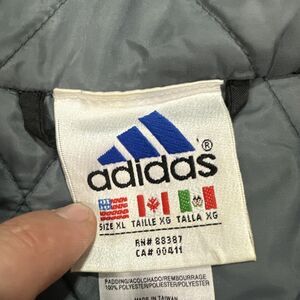 adidas®
SIZE XL TAILLE XG TALLA XG
RN# 88387
CA# 00411
PADDING/ACOLCHADO/REMBOURRAGE
100% POLYESTER/POLIESTER/POLYESTER
MADE IN TAIWAN